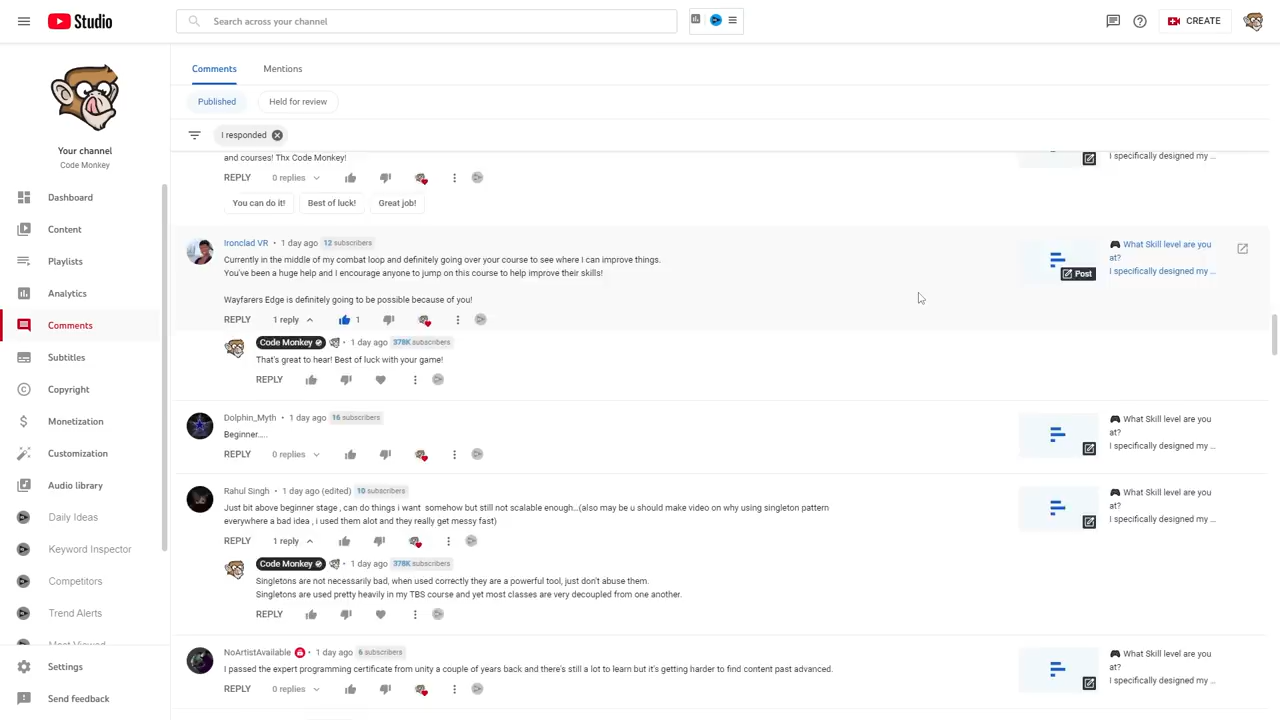 Studio
Search across your channel
CREATE
Your channel
Code Monkey
Dashboard
Content
Playlists
Analytics
Comments
Subtitles
Copyright
Monetization
Customization
Audio library
Daily Ideas
Keyword Inspector
Competitors
Trend Alerts
Most Viewed
Settings
Send feedback
Comments Mentions
Published Held for review
I responded
and courses! Thx Code Monkey!
I specifically designed my ...
REPLY 0 replies
You can do it! Best of luck! Great job!
Ironclad VR • 1 day ago 12 subscribers
Currently in the middle of my combat loop and definitely going over your course to see where I can improve things.
You've been a huge help and I encourage anyone to jump on this course to help improve their skills!
Wayfarers Edge is definitely going to be possible because of you!
REPLY 1 reply 1
Post
What Skill level are you
at?
I specifically designed my ...
Code Monkey • 1 day ago 378K subscribers
That's great to hear! Best of luck with your game!
REPLY
Dolphin_Myth • 1 day ago 16 subscribers
Beginner.....
REPLY 0 replies
What Skill level are you
at?
I specifically designed my ...
Rahul Singh • 1 day ago (edited) 10 subscribers
Just bit above beginner stage , can do things i want somehow but still not scalable enough...(also may be u should make video on why using singleton pattern
everywhere a bad idea , i used them alot and they really get messy fast)
REPLY 1 reply
What Skill level are you
at?
I specifically designed my ...
Code Monkey • 1 day ago 378K subscribers
Singletons are not necessarily bad, when used correctly they are a powerful tool, just don't abuse them.
Singletons are used pretty heavily in my TBS course and yet most classes are very decoupled from one another.
REPLY
NoArtistAvailable • 1 day ago 6 subscribers
I passed the expert programming certificate from unity a couple of years back and there's still a lot to learn but it's getting harder to find content past advanced.
REPLY 0 replies
What Skill level are you
at?
I specifically designed my ...